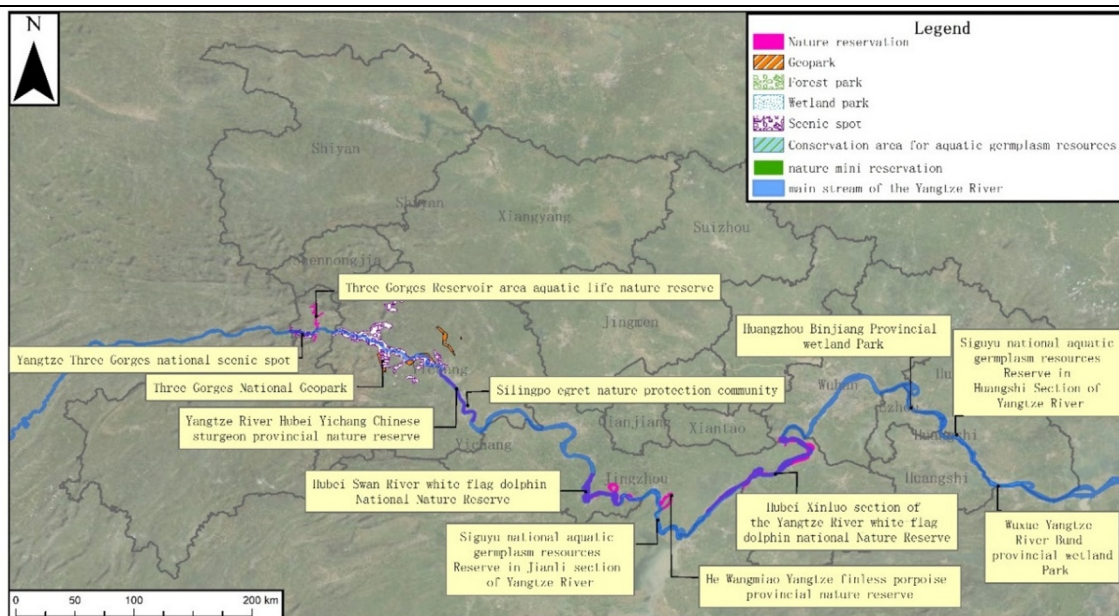 N
Legend
Nature reservation
Geopark
Forest park
Wetland park
Scenic spot
Conservation area for aquatic germplasm resources
nature mini reservation
main stream of the Yangtze River
Shiyan
Shiyan
Xiangyang
Suizhou
Shennongjia
Three Gorges Reservoir area aquatic life nature reserve
Jingmen
Huangzhou Binjiang Provincial
wetland Park
Siguyu national aquatic
germplasm resources
Reserve in
Huangshi Section of
Yangtze River
Yangtze Three Gorges national scenic spot
Three Gorges National Geopark
Silingpo egret nature protection community
Wuhan
Yangtze River Hubei Yichang Chinese
sturgeon provincial nature reserve
Qianjiang
Xiantao
Huangshi
Yichang
Jingzhou
Huangshi
Hubei Swan River white flag dolphin
National Nature Reserve
Hubei Xinluo section of
the Yangtze River white flag
dolphin national Nature Reserve
Wuxue Yangtze
River Bund
provincial wetland
Park
Siguyu national aquatic
germplasm resources
Reserve in Jianli section
of Yangtze River
He Wangmiao Yangtze finless porpoise
provincial nature reserve
0 50 100 200 km